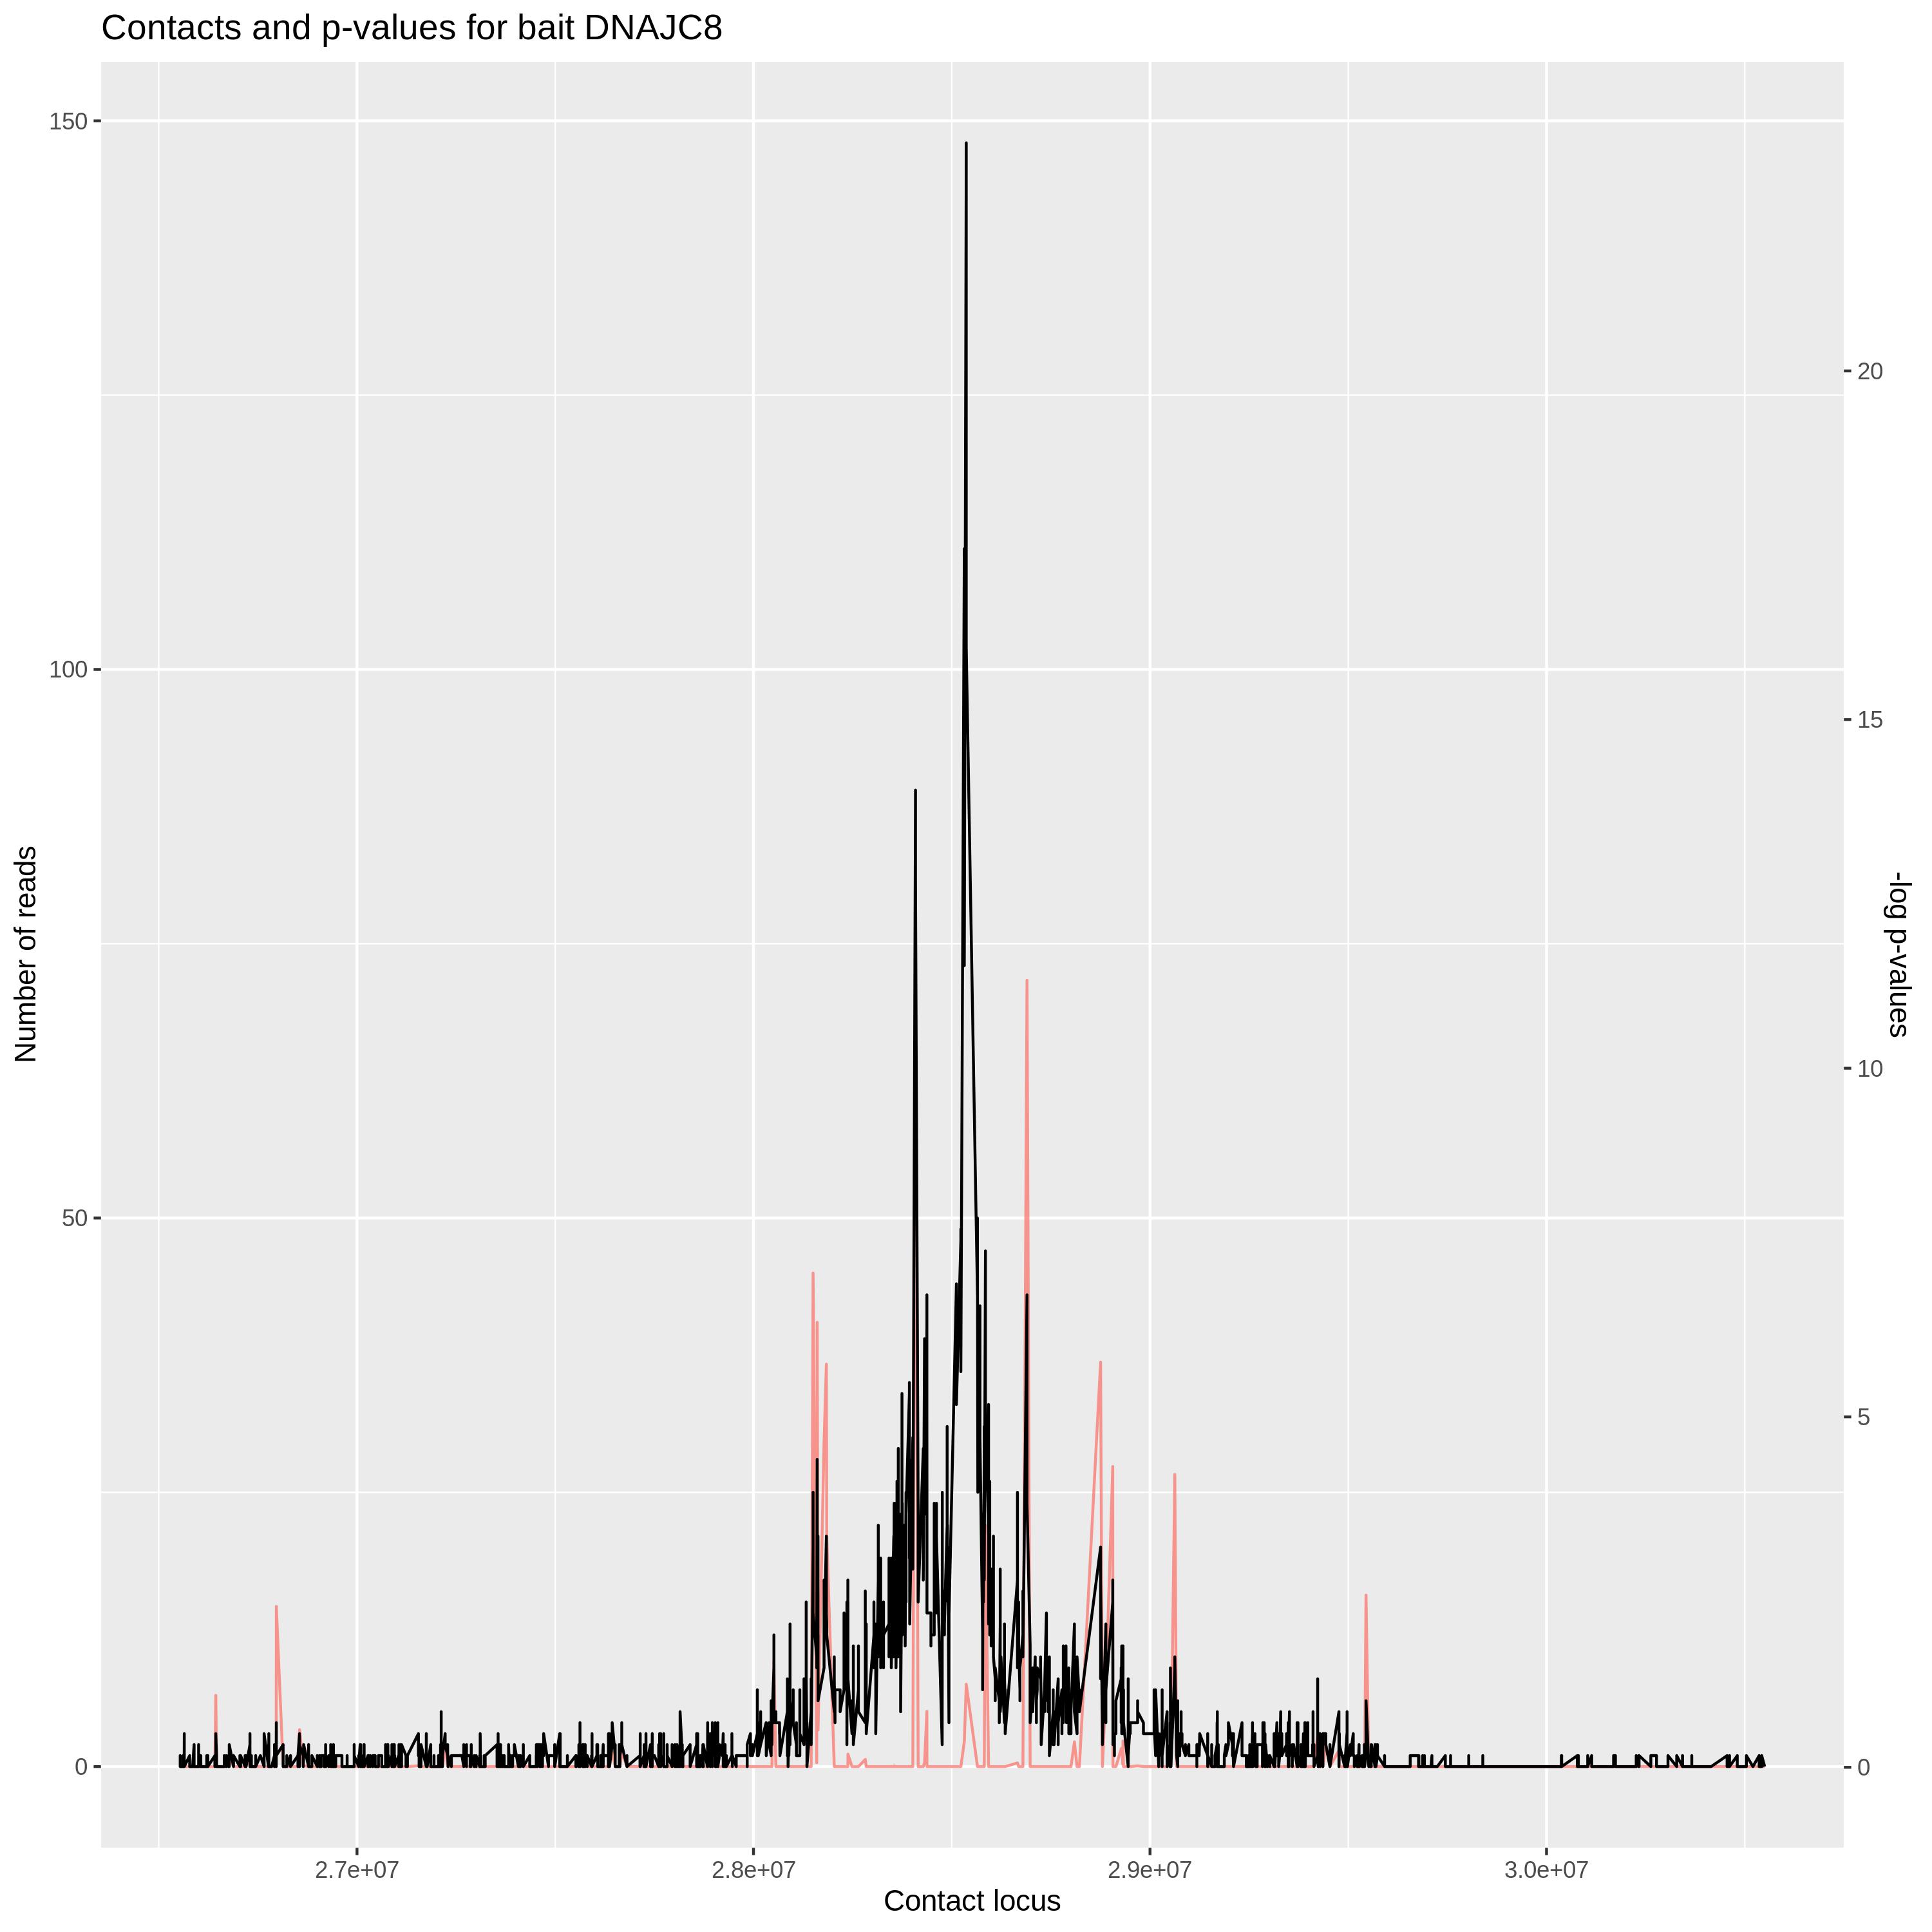 Contacts and p-values for bait DNAJC8
150
100
50
0
Number of reads
20
15
10
5
0
-log p-values
2.7e+07 2.8e+07 2.9e+07 3.0e+07
Contact locus